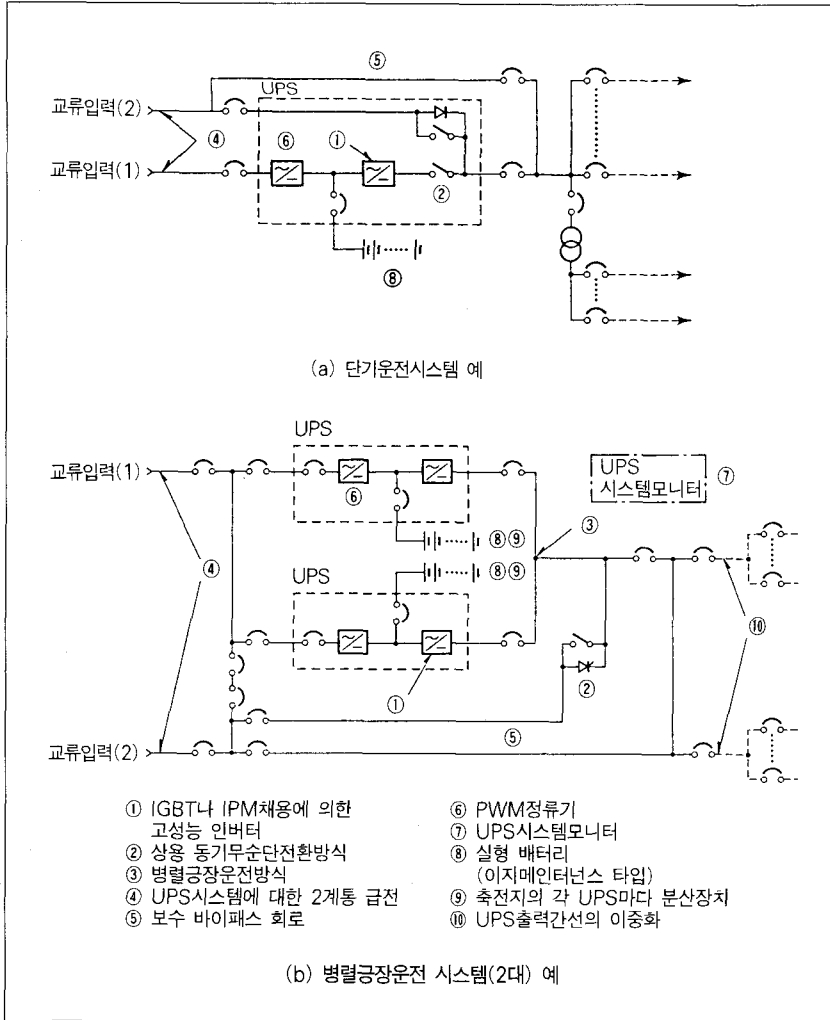 ⑤
UPS
교류입력(2)
④
⑥
①
교류입력(1)
②
⑧
(a) 단기운전시스템 예
UPS
교류입력(1)
UPS
시스템모니터
⑦
⑥
③
⑧⑨
④
UPS
⑧⑨
⑩
②
①
⑤
교류입력(2)
① IGBT나 IPM채용에 의한
고성능 인버터
② 상용 동기무순단전환방식
③ 병렬긍장운전방식
④ UPS시스템에 대한 2계통 급전
⑤ 보수 바이패스 회로
⑥ PWM정류기
⑦ UPS시스템모니터
⑧ 실형 배터리
(이지메인터넌스 타입)
⑨ 축전지의 각 UPS마다 분산장치
⑩ UPS출력간선의 이중화
(b) 병렬긍장운전 시스템(2대) 예